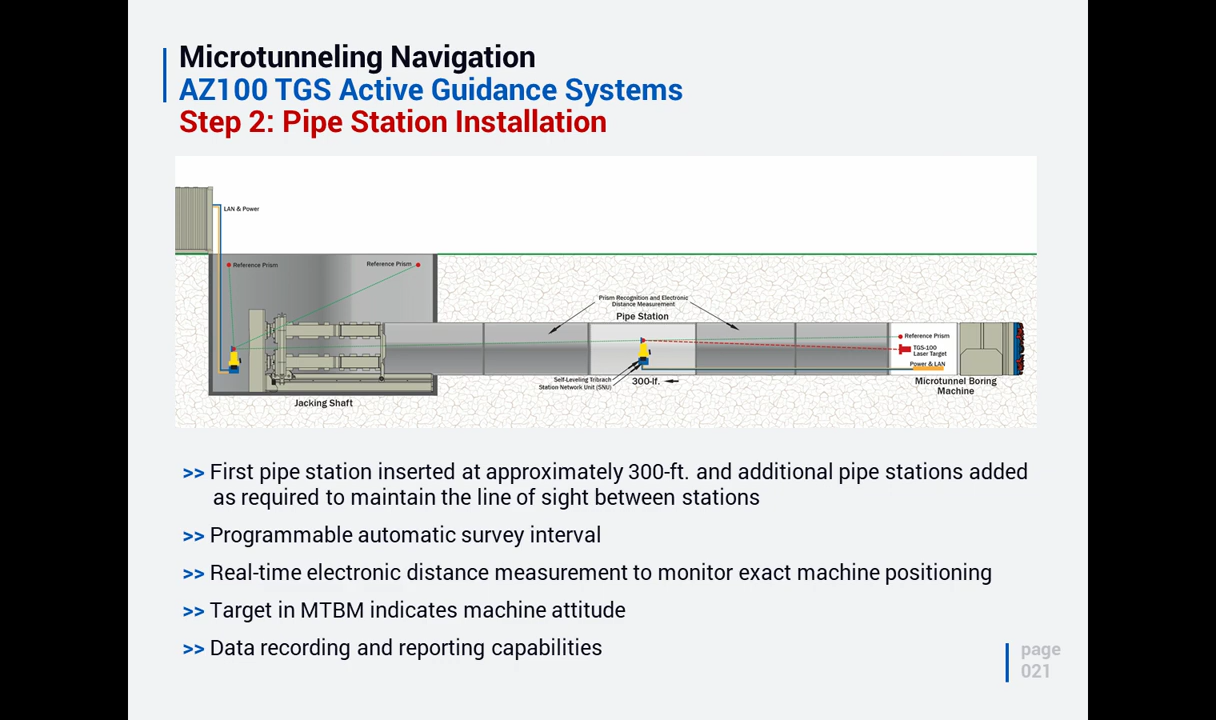 Microtunneling Navigation
AZ100 TGS Active Guidance Systems
Step 2: Pipe Station Installation
LAN & Power
Reference Prism
Reference Prism
Prism Recognition and Electronic
Distance Measurement
Pipe Station
Reference Prism
TGS-100
Laser Target
Power & LAN
Self-Leveling Tribrach
Station Network Unit (SNU)
300-lf.
Microtunnel Boring
Machine
Jacking Shaft
>> First pipe station inserted at approximately 300-ft. and additional pipe stations added
as required to maintain the line of sight between stations
>> Programmable automatic survey interval
>> Real-time electronic distance measurement to monitor exact machine positioning
>> Target in MTBM indicates machine attitude
>> Data recording and reporting capabilities
page
021